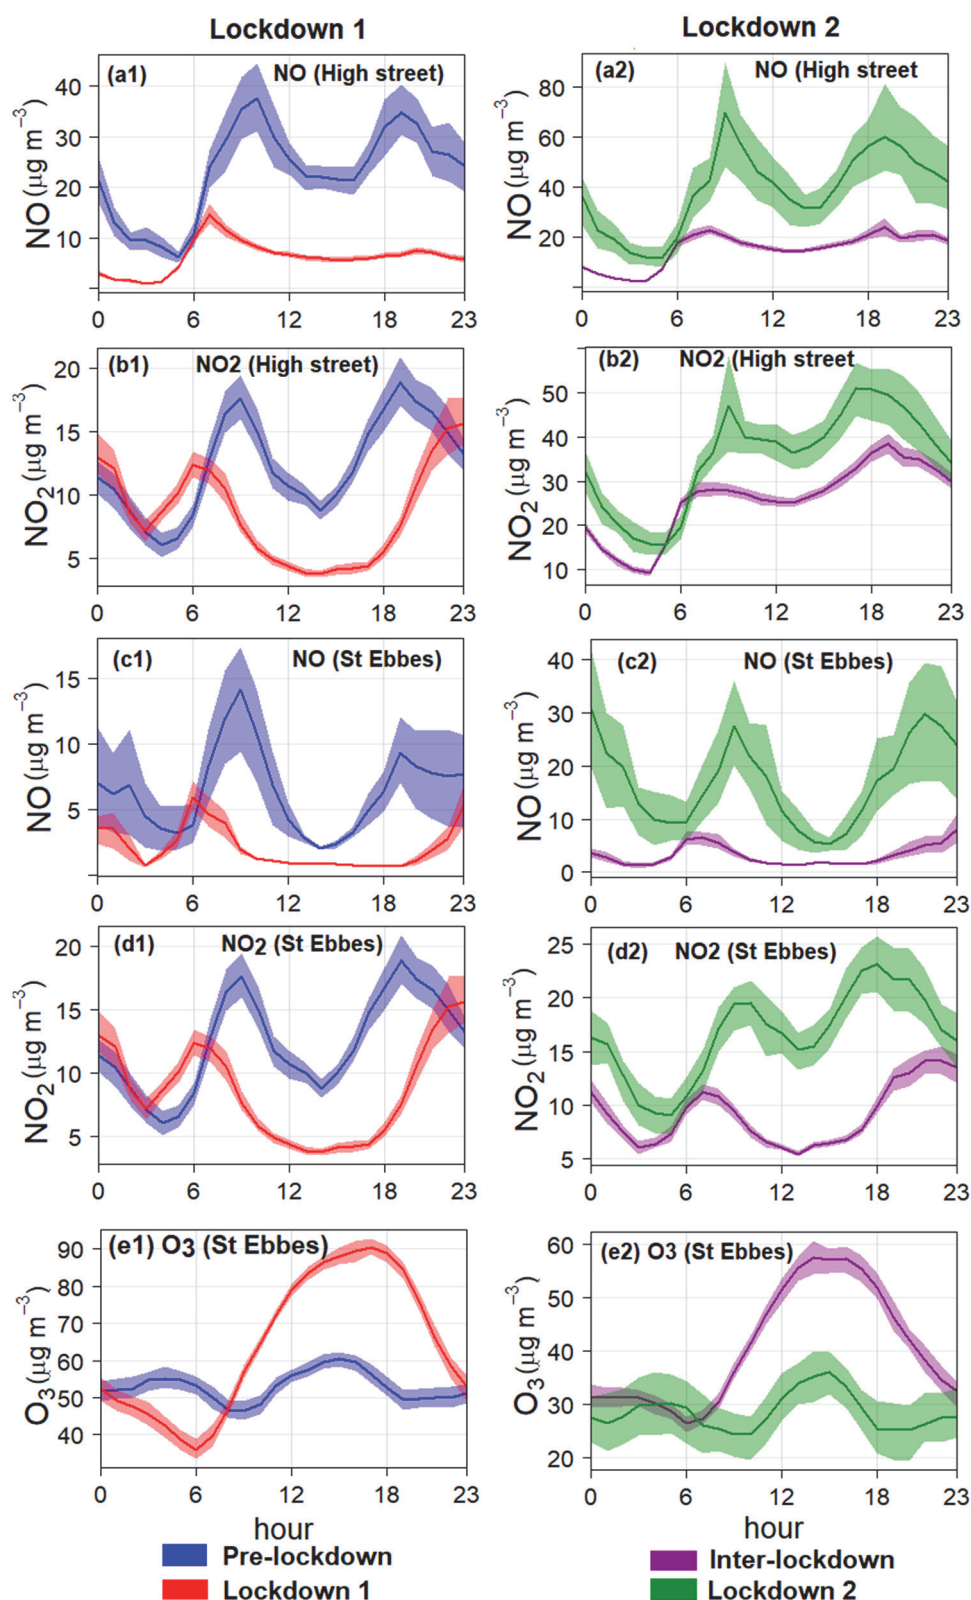 Lockdown 1
Lockdown 2
(a1) NO (High street)
NO (µg m⁻³)
40
30
20
10
0 6 12 18 23
(a2) NO (High street
NO (µg m⁻³)
80
60
40
20
0 6 12 18 23
(b1) NO2 (High street)
NO₂ (µg m⁻³)
20
15
10
5
0 6 12 18 23
(b2) NO2 (High street
NO₂ (µg m⁻³)
50
40
30
20
10
0 6 12 18 23
(c1) NO (St Ebbes)
NO (µg m⁻³)
15
10
5
0 6 12 18 23
(c2) NO (St Ebbes)
NO (µg m⁻³)
40
30
20
10
0
0 6 12 18 23
(d1) NO₂ (St Ebbes)
NO₂ (µg m⁻³)
20
15
10
5
0 6 12 18 23
(d2) NO2 (St Ebbes)
NO₂ (µg m⁻³)
25
20
15
10
5
0 6 12 18 23
(e1) O₃ (St Ebbes)
O₃ (µg m⁻³)
90
80
70
60
50
40
0 6 12 18 23
hour
(e2) O3 (St Ebbes)
O₃ (µg m⁻³)
60
50
40
30
20
0 6 12 18 23
hour
Pre-lockdown
Lockdown 1
Inter-lockdown
Lockdown 2